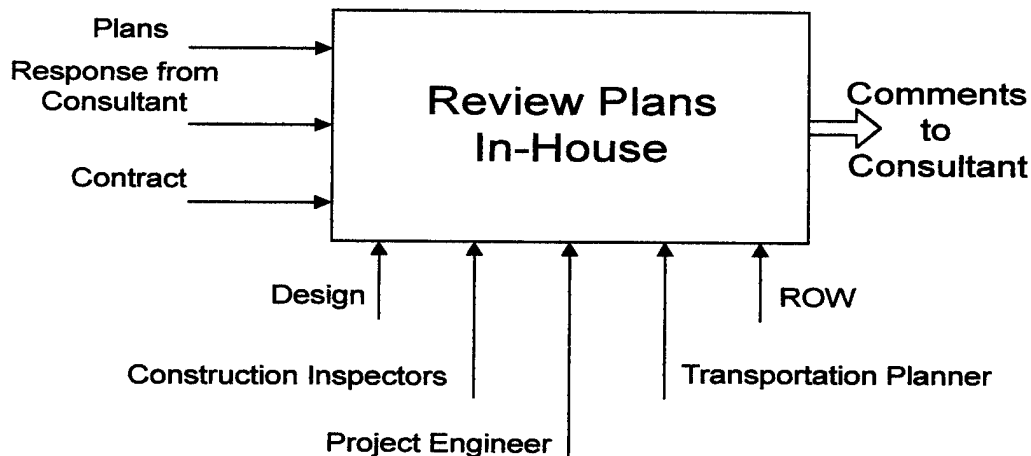 Plans
Response from
Consultant
Contract
Review Plans
In-House
Comments
to
Consultant
Design
ROW
Construction Inspectors
Transportation Planner
Project Engineer